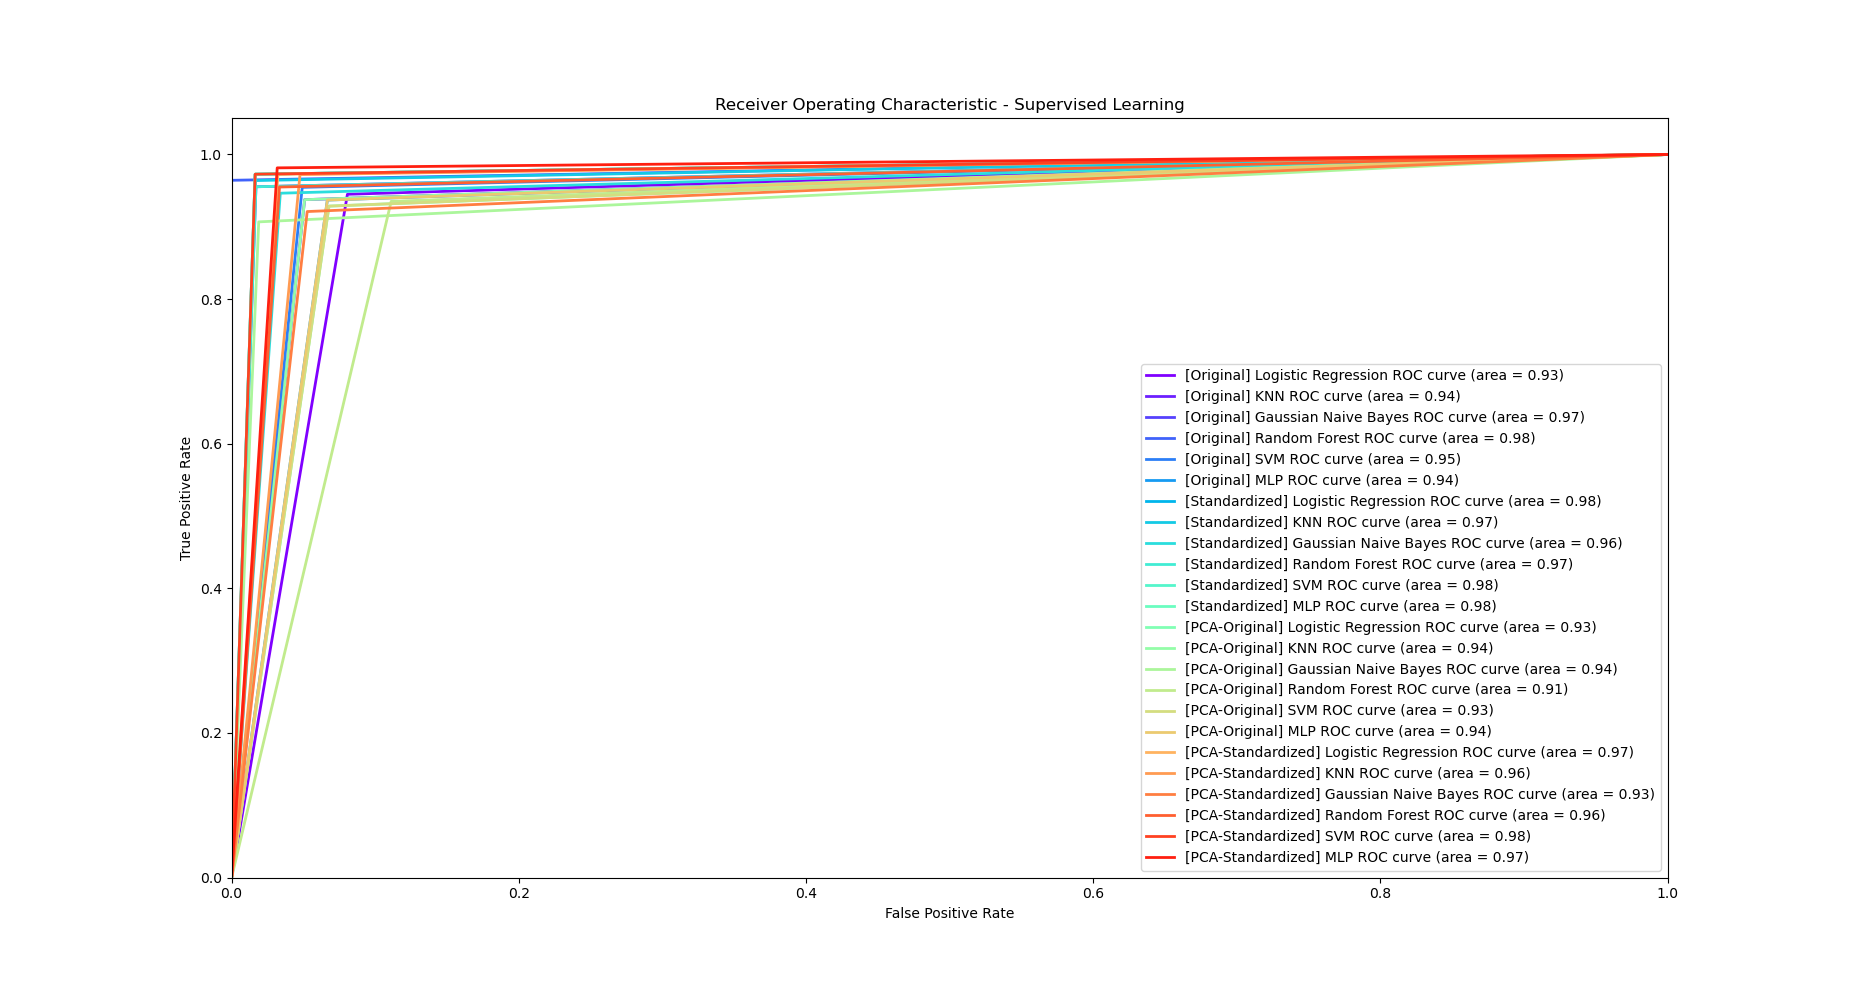 Receiver Operating Characteristic - Supervised Learning
1.0
0.8
0.6
0.4
0.2
0.0
True Positive Rate
[Original] Logistic Regression ROC curve (area = 0.93)
[Original] KNN ROC curve (area = 0.94)
[Original] Gaussian Naive Bayes ROC curve (area = 0.97)
[Original] Random Forest ROC curve (area = 0.98)
[Original] SVM ROC curve (area = 0.95)
[Original] MLP ROC curve (area = 0.94)
[Standardized] Logistic Regression ROC curve (area = 0.98)
[Standardized] KNN ROC curve (area = 0.97)
[Standardized] Gaussian Naive Bayes ROC curve (area = 0.96)
[Standardized] Random Forest ROC curve (area = 0.97)
[Standardized] SVM ROC curve (area = 0.98)
[Standardized] MLP ROC curve (area = 0.98)
[PCA-Original] Logistic Regression ROC curve (area = 0.93)
[PCA-Original] KNN ROC curve (area = 0.94)
[PCA-Original] Gaussian Naive Bayes ROC curve (area = 0.94)
[PCA-Original] Random Forest ROC curve (area = 0.91)
[PCA-Original] SVM ROC curve (area = 0.93)
[PCA-Original] MLP ROC curve (area = 0.94)
[PCA-Standardized] Logistic Regression ROC curve (area = 0.97)
[PCA-Standardized] KNN ROC curve (area = 0.96)
[PCA-Standardized] Gaussian Naive Bayes ROC curve (area = 0.93)
[PCA-Standardized] Random Forest ROC curve (area = 0.96)
[PCA-Standardized] SVM ROC curve (area = 0.98)
[PCA-Standardized] MLP ROC curve (area = 0.97)
0.0 0.2 0.4 0.6 0.8 1.0
False Positive Rate